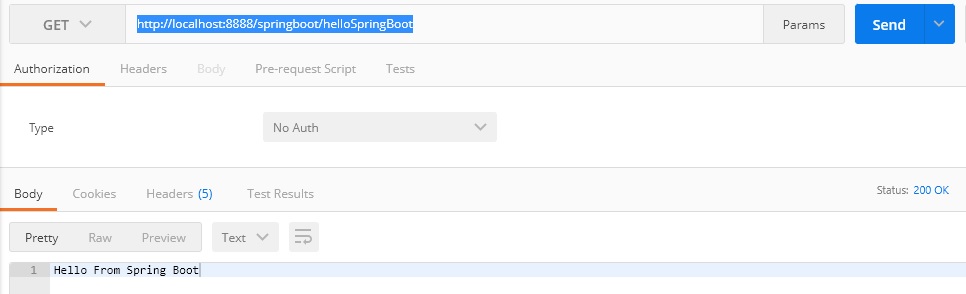 GET http://localhost:8888/springboot/helloSpringBoot Params Send
Authorization Headers Body Pre-request Script Tests
Type No Auth
Body Cookies Headers (5) Test Results Status: 200 OK
Pretty Raw Preview Text
1 Hello From Spring Boot